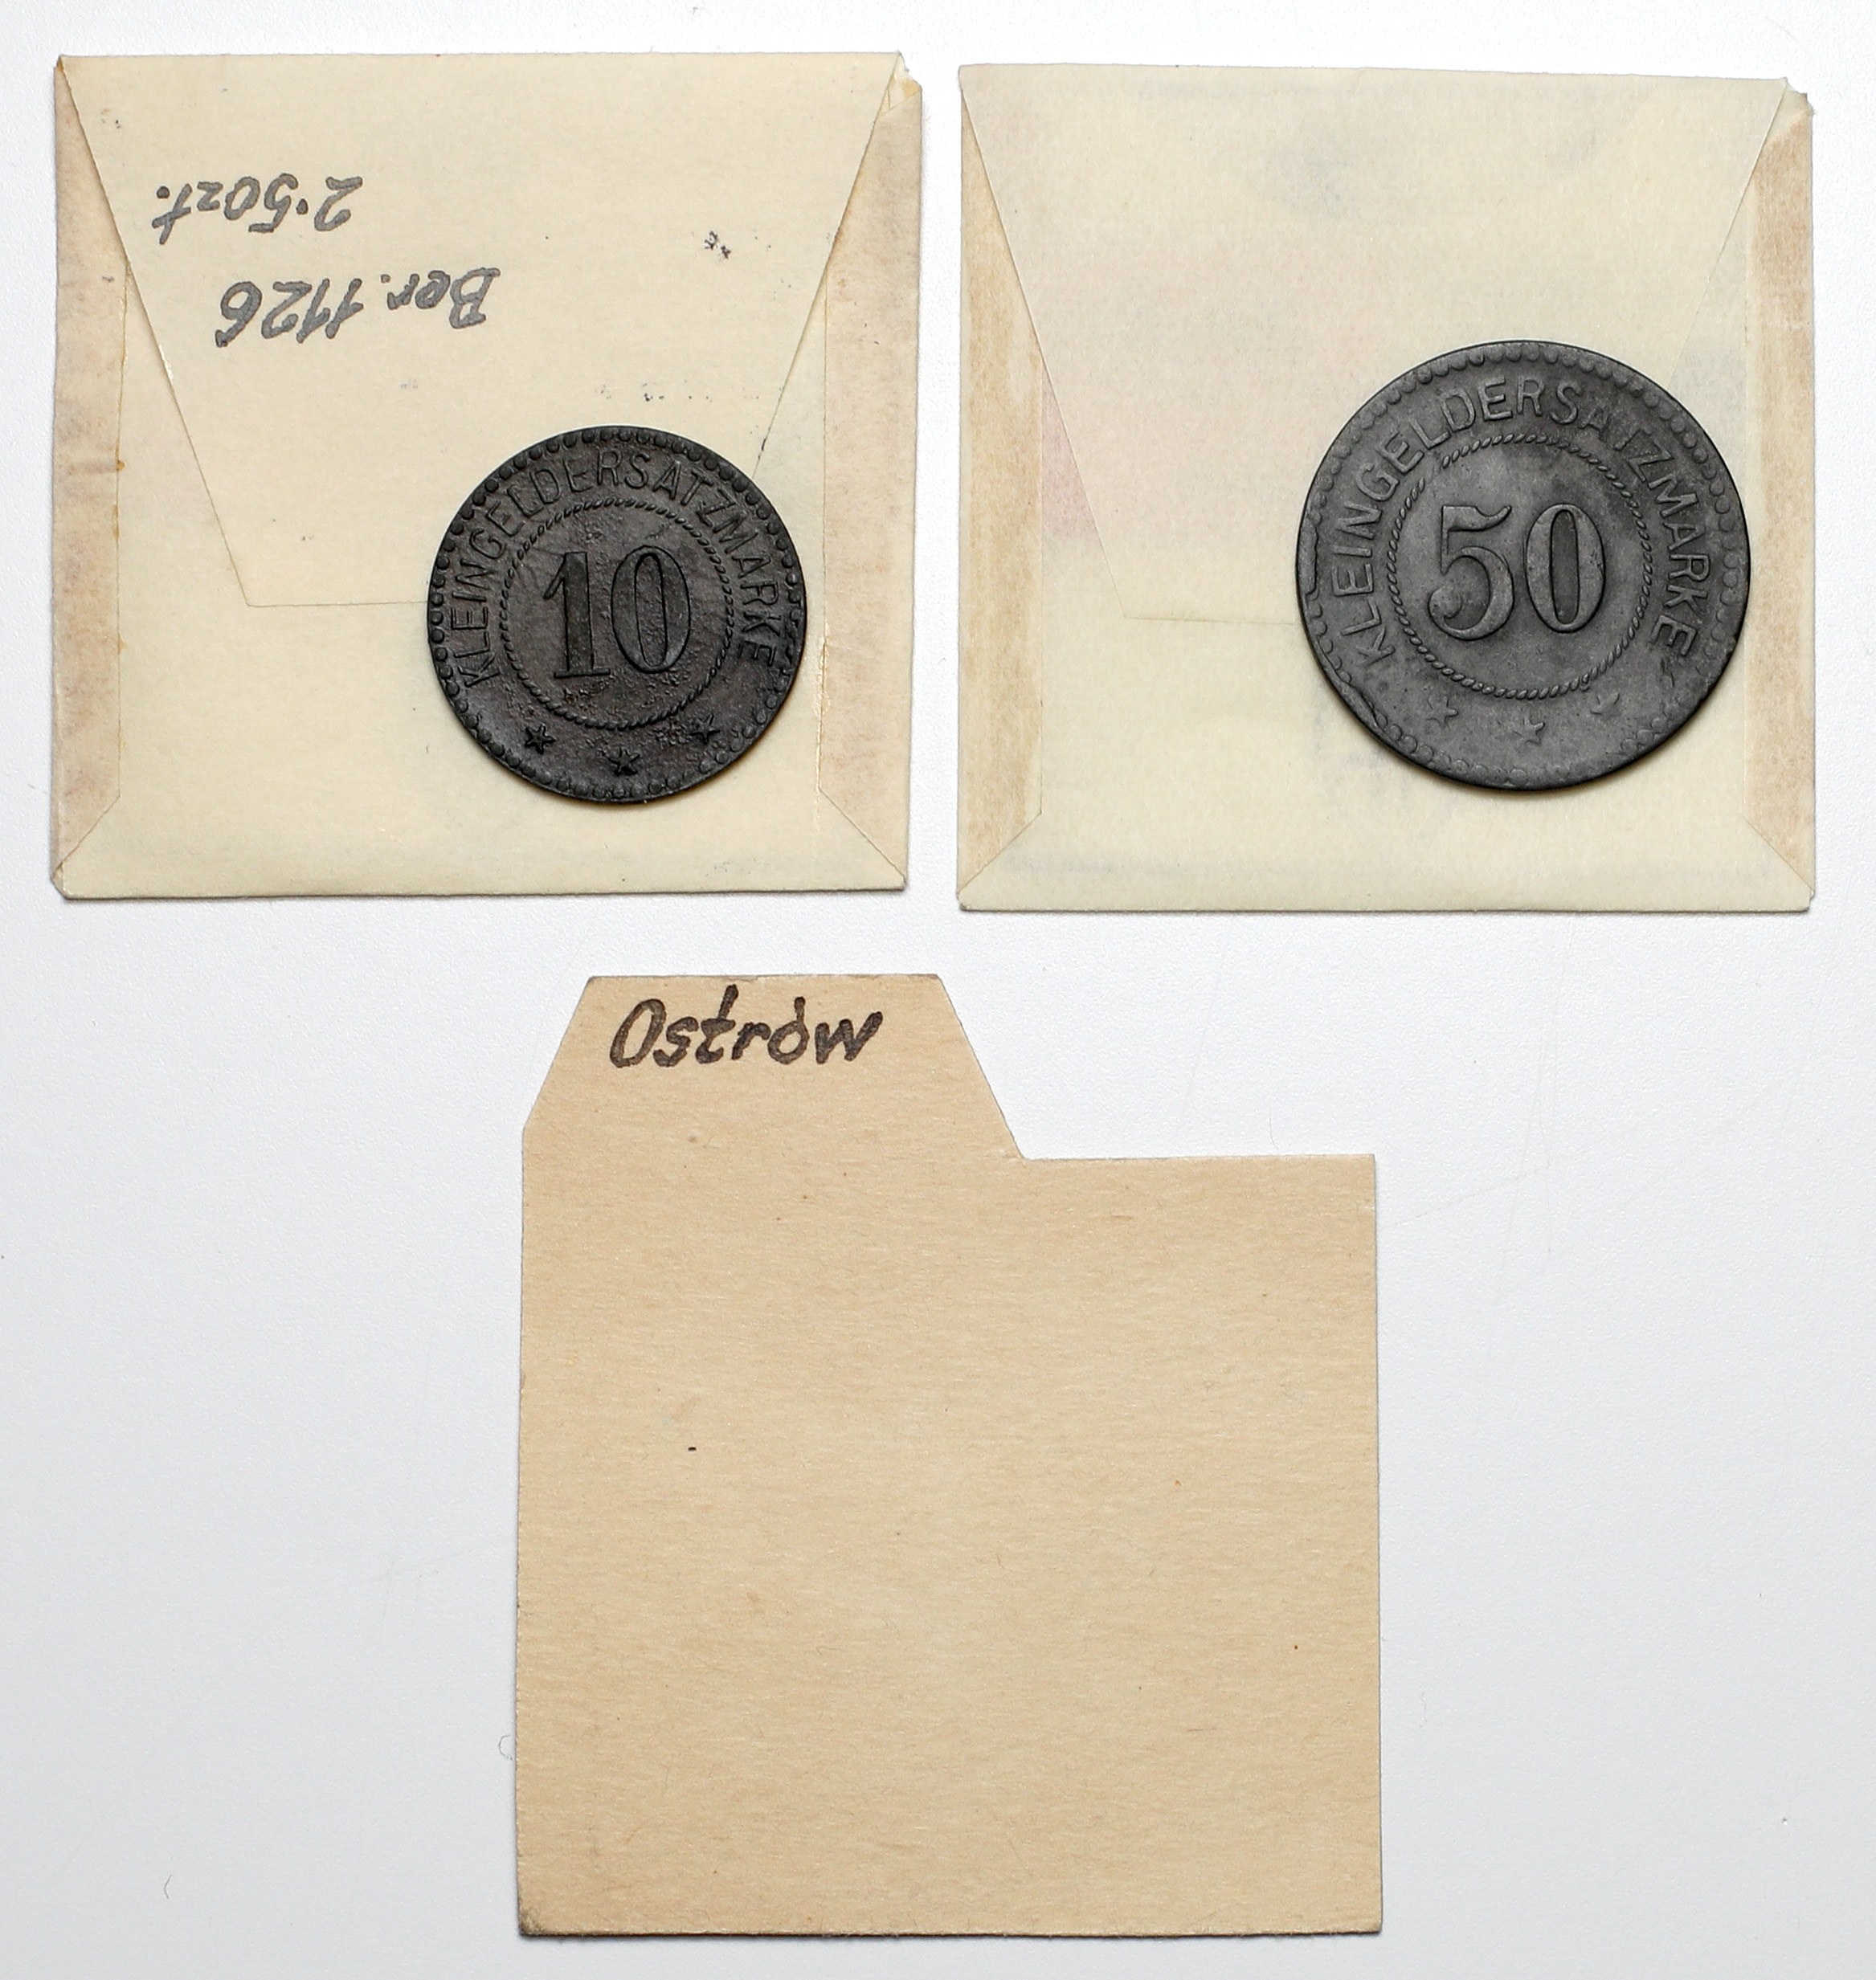 Ber. 1126
2.50zł.
KLEINGELDERSATZMARKE
10
KLEINGELDERSATZMARKE
50
Ostrów